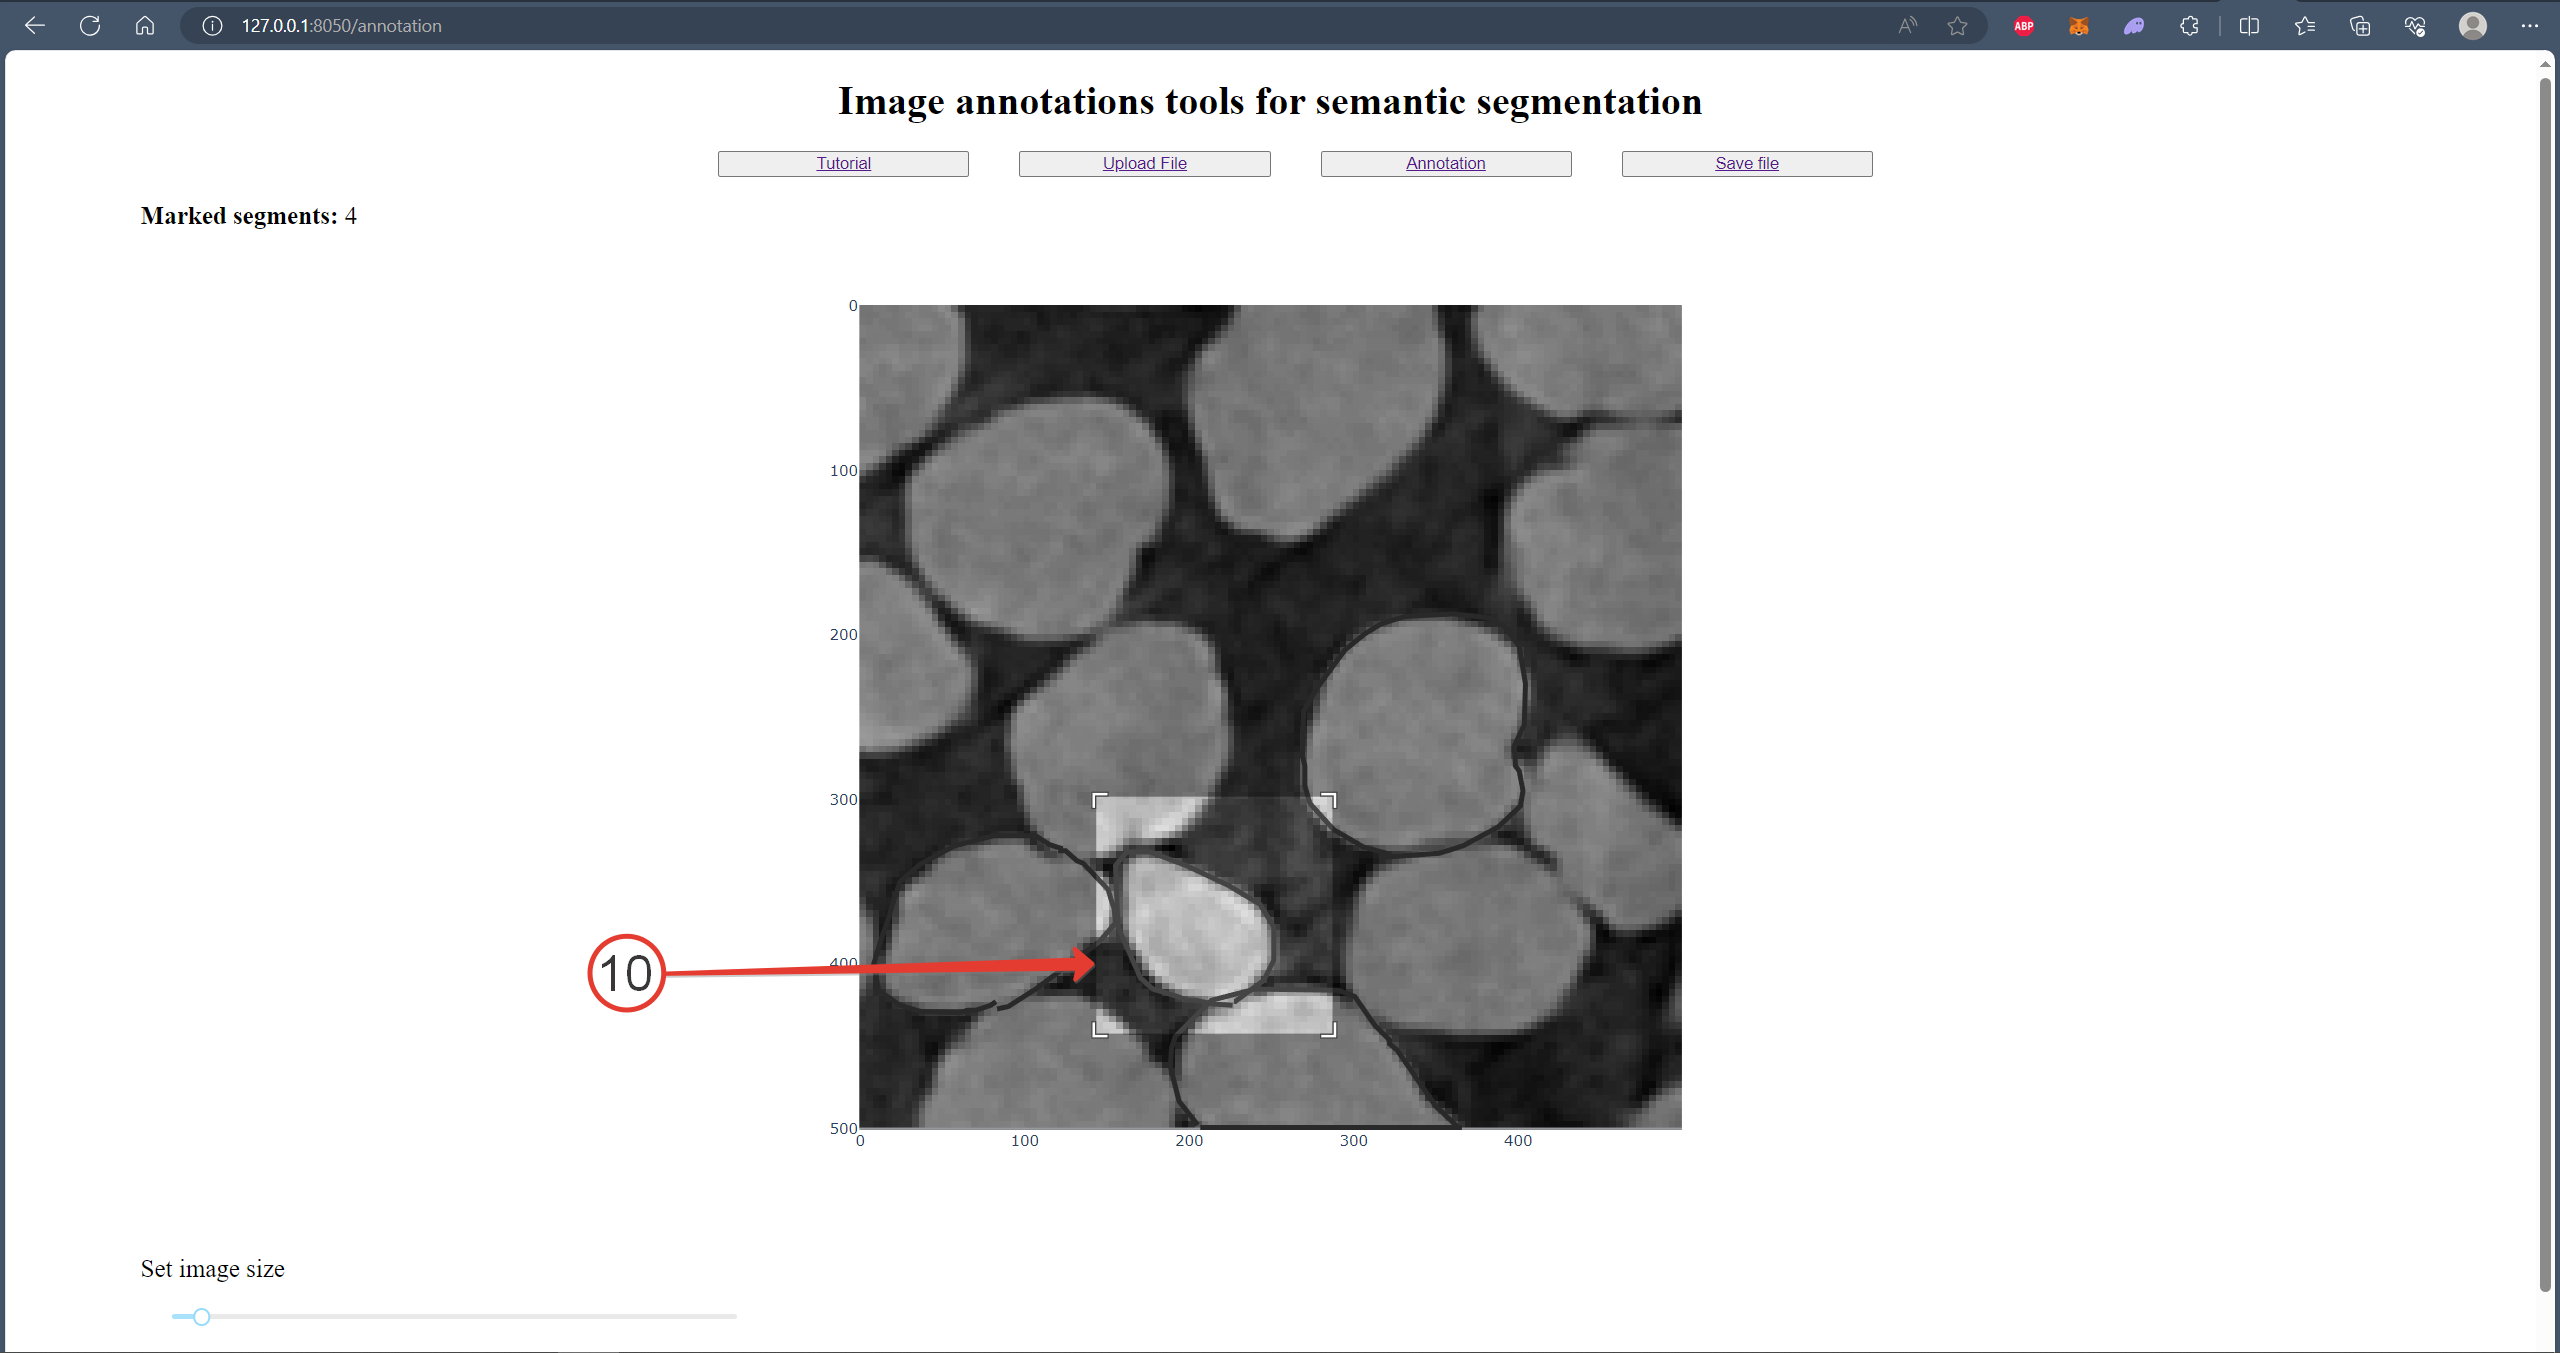 127.0.0.1:8050/annotation
ABP
Image annotations tools for semantic segmentation
Tutorial
Upload File
Annotation
Save file
Marked segments: 4
0
100
200
300
10
400
500
0
100
200
300
400
Set image size